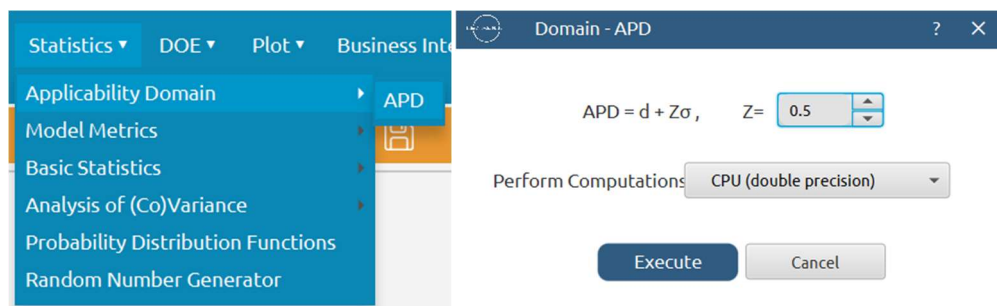 Statistics ▾ DOE ▾ Plot ▾ Business Inte
Applicability Domain
APD
Model Metrics
Basic Statistics
Analysis of (Co)Variance
Probability Distribution Functions
Random Number Generator
Domain - APD ? ×
APD = d + Zσ , Z= 0.5
Perform Computations CPU (double precision)
Execute Cancel